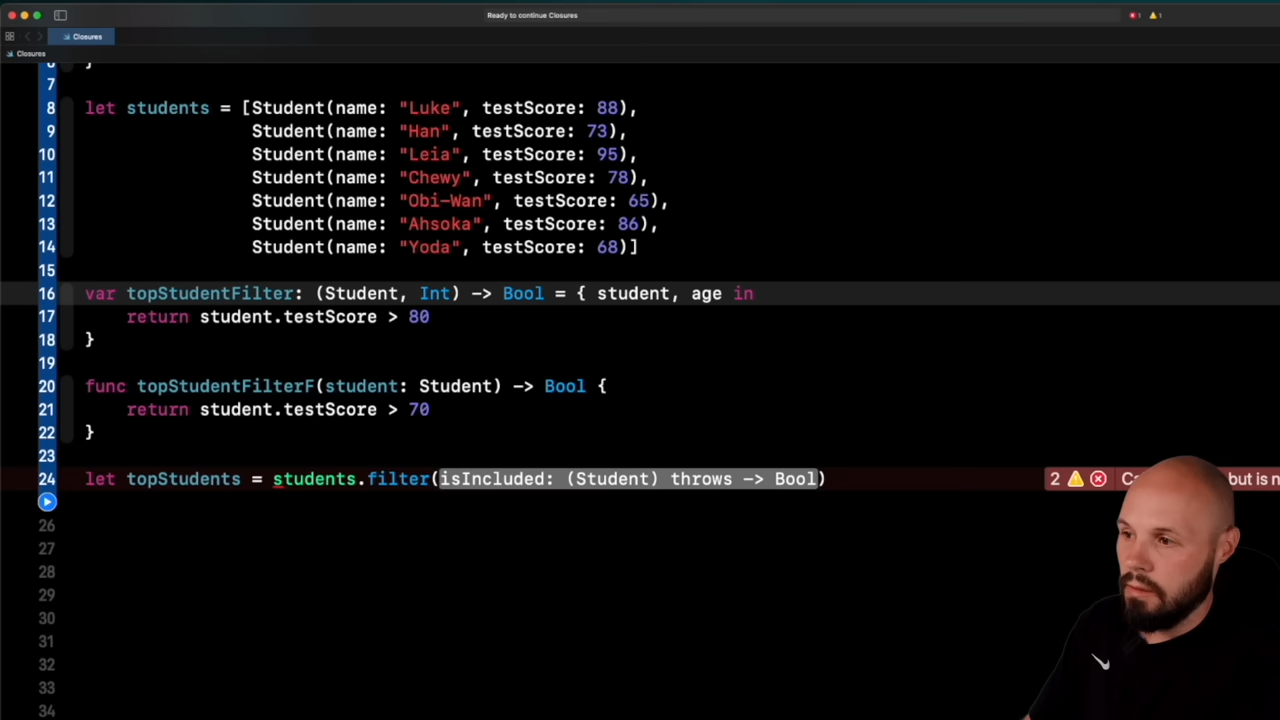 Ready to continue Closures
1
1
Closures
Closures
6 }
7
8 let students = [Student(name: "Luke", testScore: 88),
9 Student(name: "Han", testScore: 73),
10 Student(name: "Leia", testScore: 95),
11 Student(name: "Chewy", testScore: 78),
12 Student(name: "Obi-Wan", testScore: 65),
13 Student(name: "Ahsoka", testScore: 86),
14 Student(name: "Yoda", testScore: 68)]
15
16 var topStudentFilter: (Student, Int) -> Bool = { student, age in
17 return student.testScore > 80
18 }
19
20 func topStudentFilterF(student: Student) -> Bool {
21 return student.testScore > 70
22 }
23
24 let topStudents = students.filter(isIncluded: (Student) throws -> Bool) 2 but is n
26
27
28
29
30
31
32
33
34